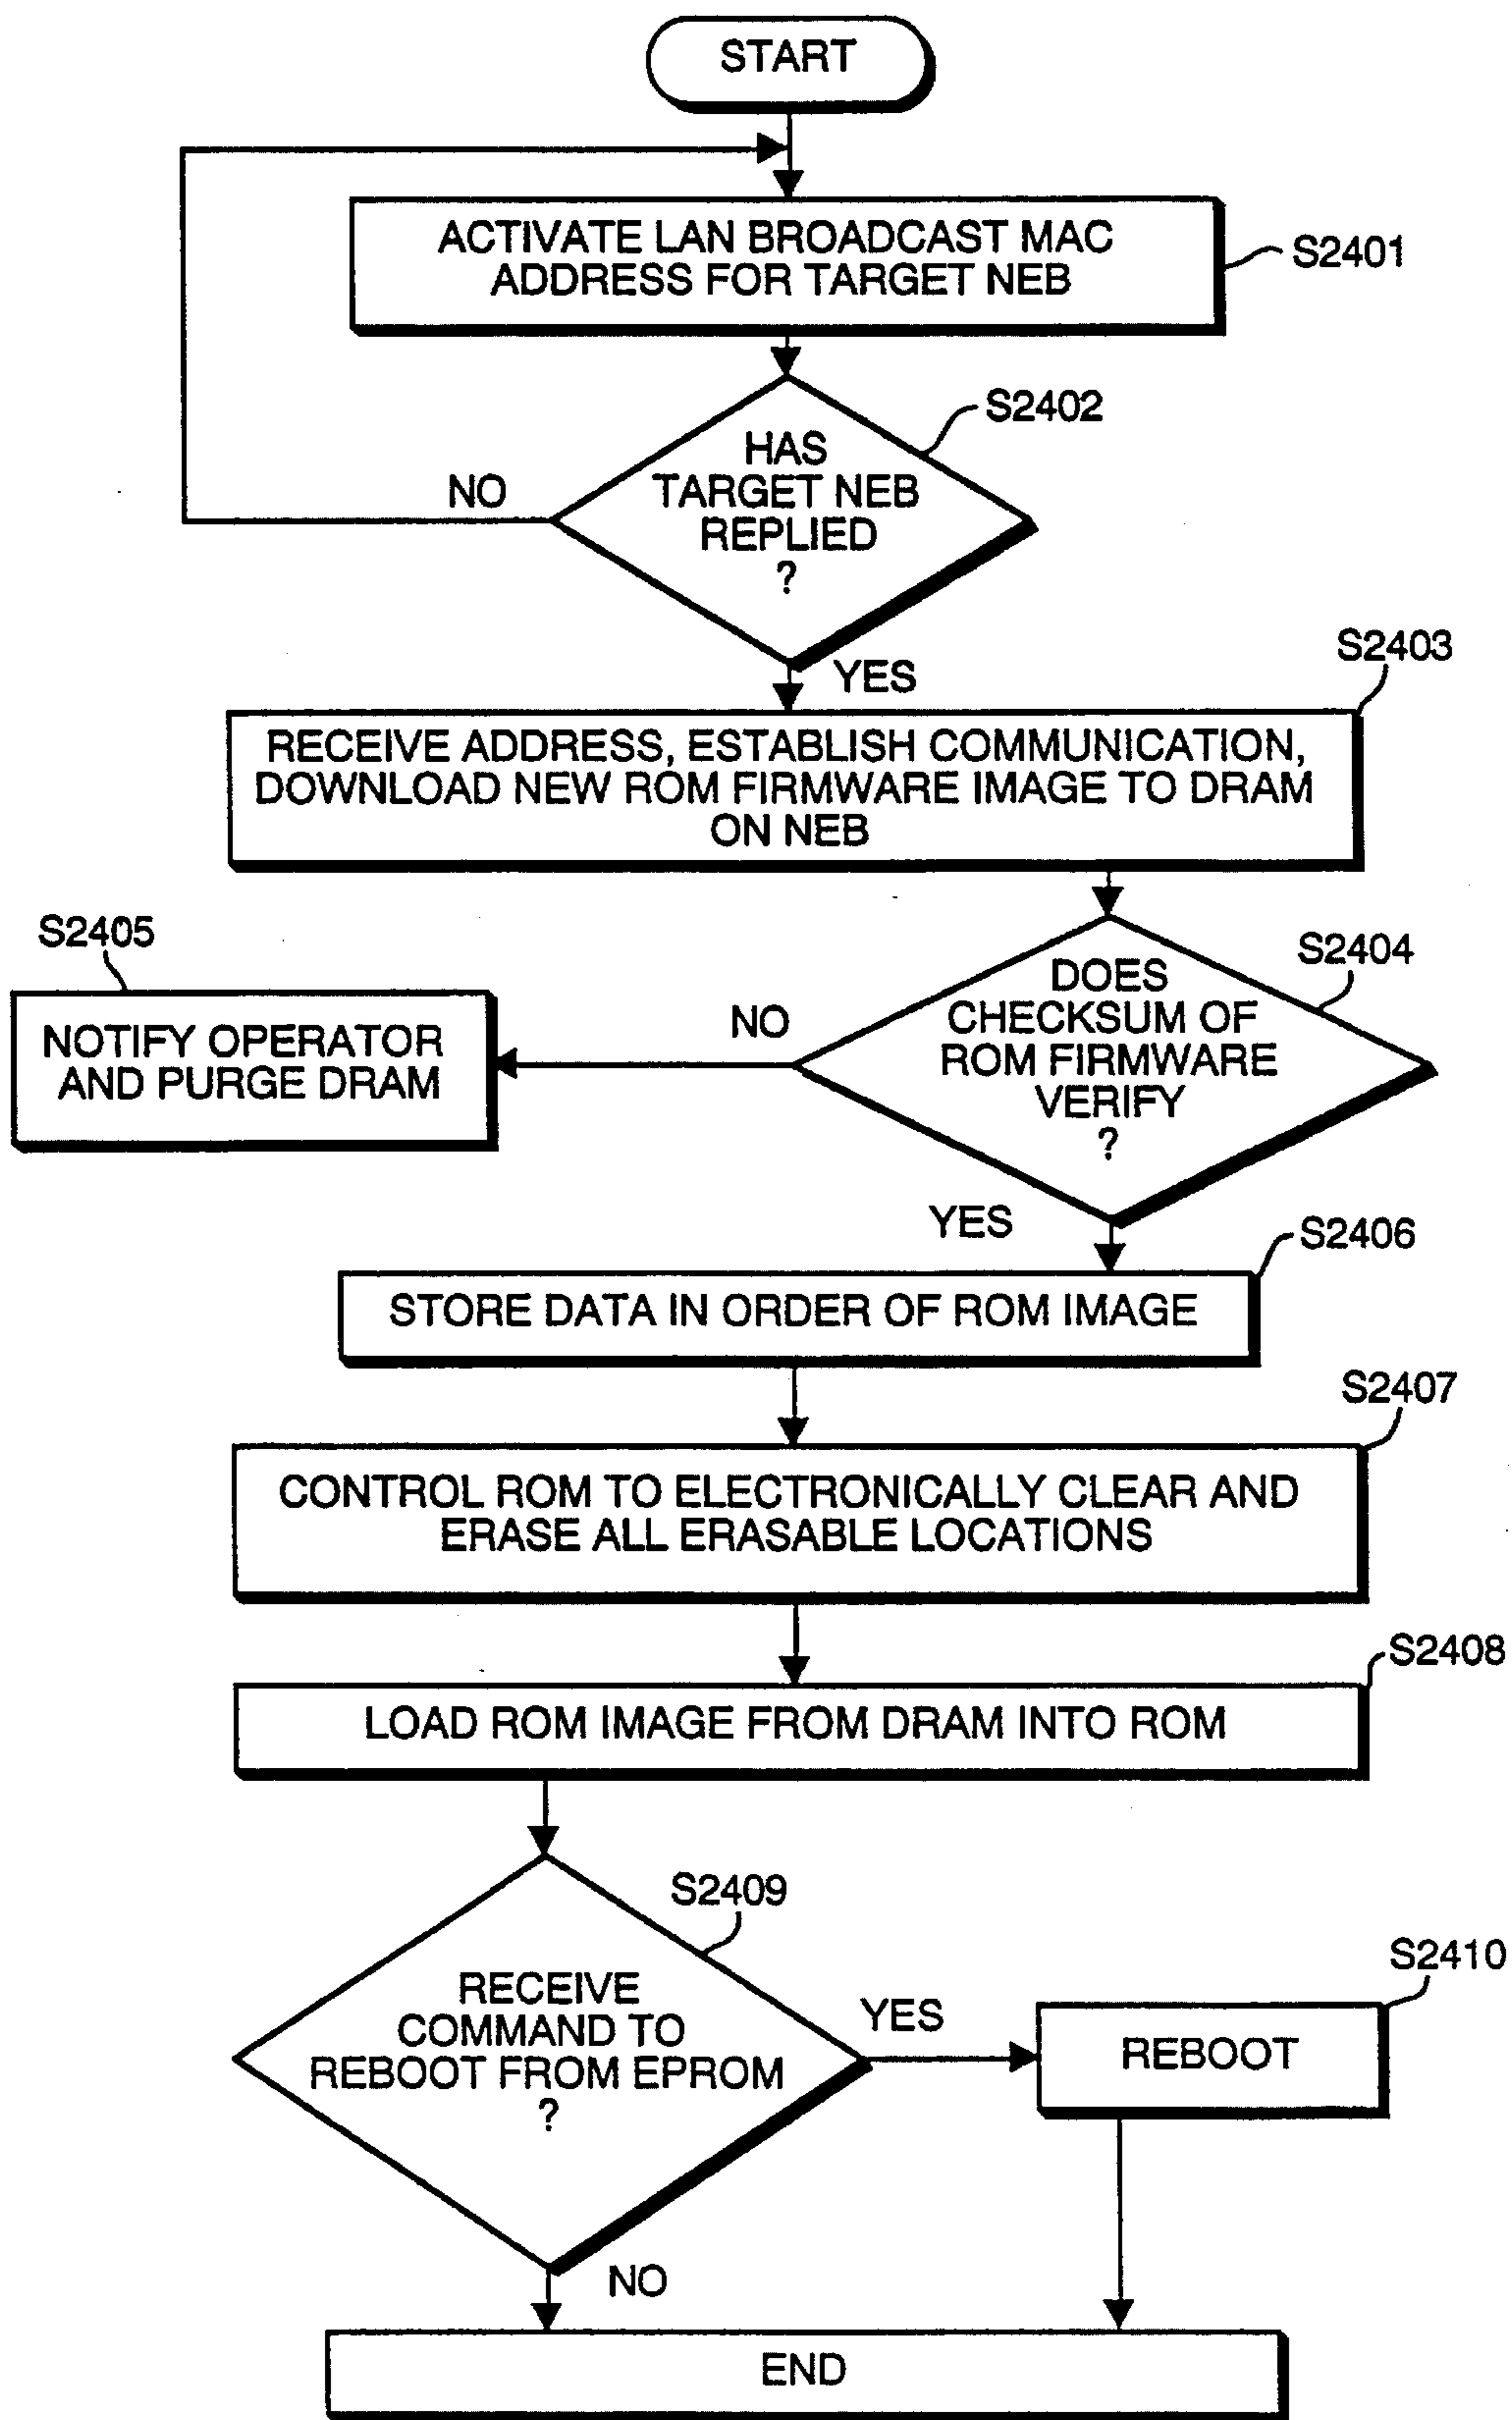 START
ACTIVATE LAN BROADCAST MAC
ADDRESS FOR TARGET NEB
S2401
S2402
HAS
TARGET NEB
REPLIED
?
NO
YES
S2403
RECEIVE ADDRESS, ESTABLISH COMMUNICATION,
DOWNLOAD NEW ROM FIRMWARE IMAGE TO DRAM
ON NEB
S2404
DOES
CHECKSUM OF
ROM FIRMWARE
VERIFY
?
NO
S2405
NOTIFY OPERATOR
AND PURGE DRAM
YES
S2406
STORE DATA IN ORDER OF ROM IMAGE
S2407
CONTROL ROM TO ELECTRONICALLY CLEAR AND
ERASE ALL ERASABLE LOCATIONS
S2408
LOAD ROM IMAGE FROM DRAM INTO ROM
S2409
RECEIVE
COMMAND TO
REBOOT FROM EPROM
?
YES
S2410
REBOOT
NO
END